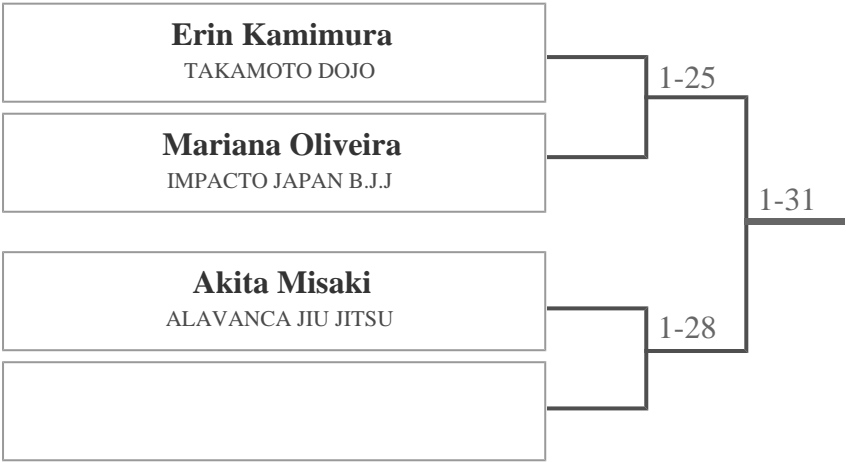 Erin Kamimura
TAKAMOTO DOJO
1-25
Mariana Oliveira
IMPACTO JAPAN B.J.J
1-31
Akita Misaki
ALAVANCA JIU JITSU
1-28